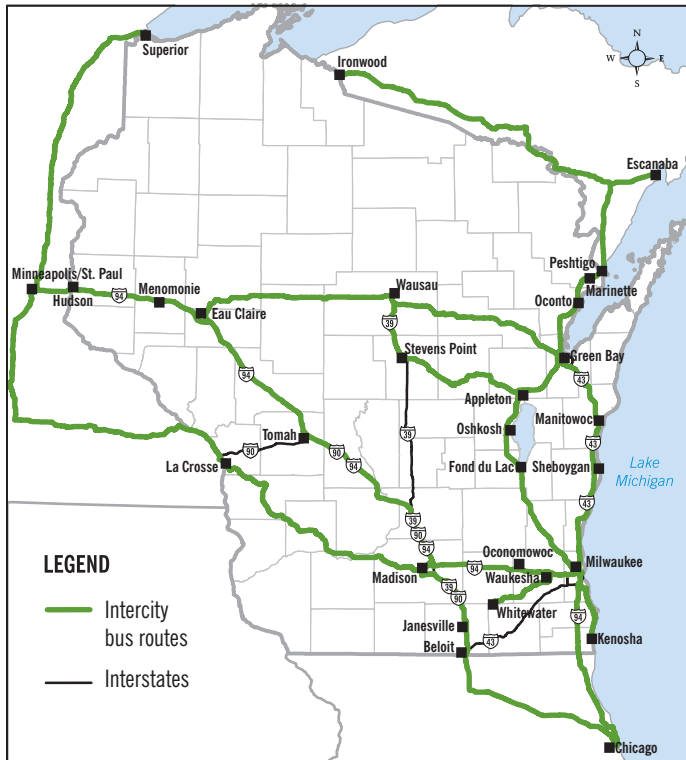 Superior
Ironwood
N
W E
S
Escanaba
Peshtigo
Marinette
Minneapolis/St. Paul
Hudson
94
Menomonie
Wausau
Oconto
Eau Claire
39
Stevens Point
Green Bay
94
43
Appleton
Manitowoc
Oshkosh
39
43
Tomah
90
90
94
La Crosse
Fond du Lac
Sheboygan
Lake
Michigan
43
39
90
94
LEGEND
Intercity
bus routes
Interstates
Oconomowoc
Milwaukee
94
Madison
Waukesha
39
90
Whitewater
94
Janesville
43
Kenosha
Beloit
Chicago